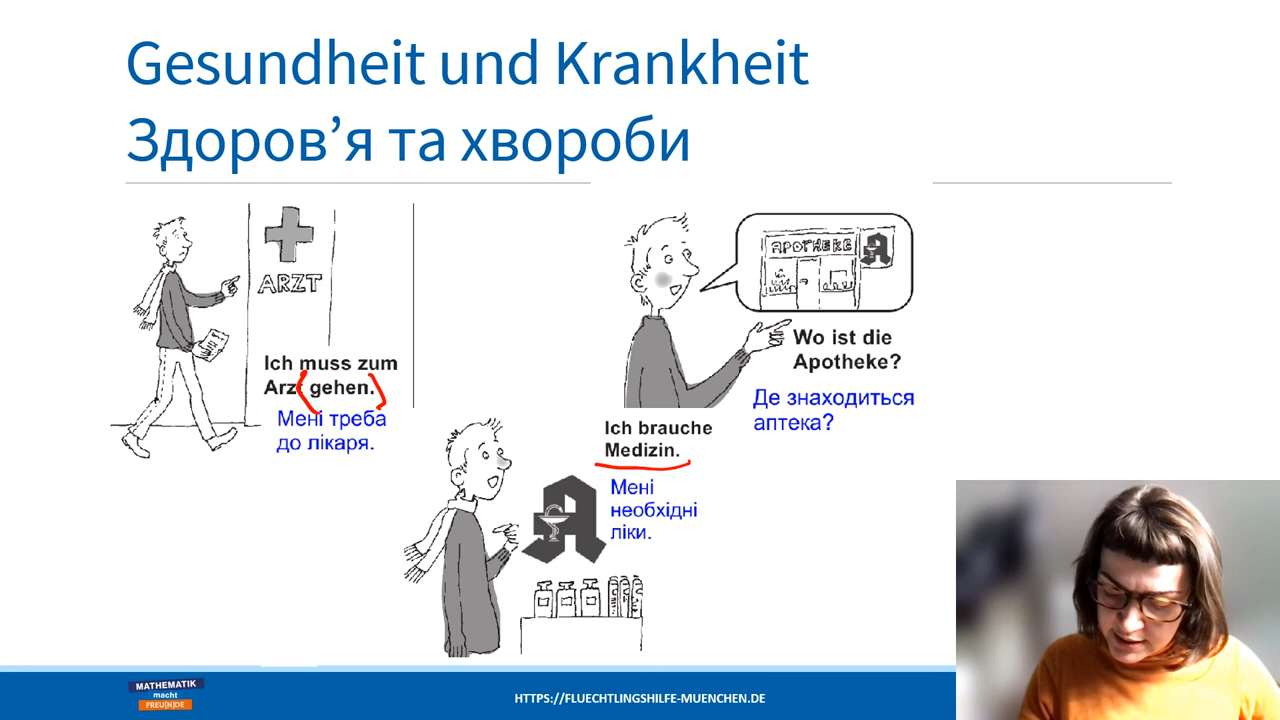 Gesundheit und Krankheit
Здоров’я та хвороби
ARZT
Ich muss zum
Arzt gehen.
Мені треба
до лікаря.
APOTHEKE
Wo ist die
Apotheke?
Де знаходиться
аптека?
Ich brauche
Medizin.
Мені
необхідні
ліки.
MATHEMATIK
macht
FREU(N)DE
HTTPS://FLUECHTLINGSHILFE-MUENCHEN.DE